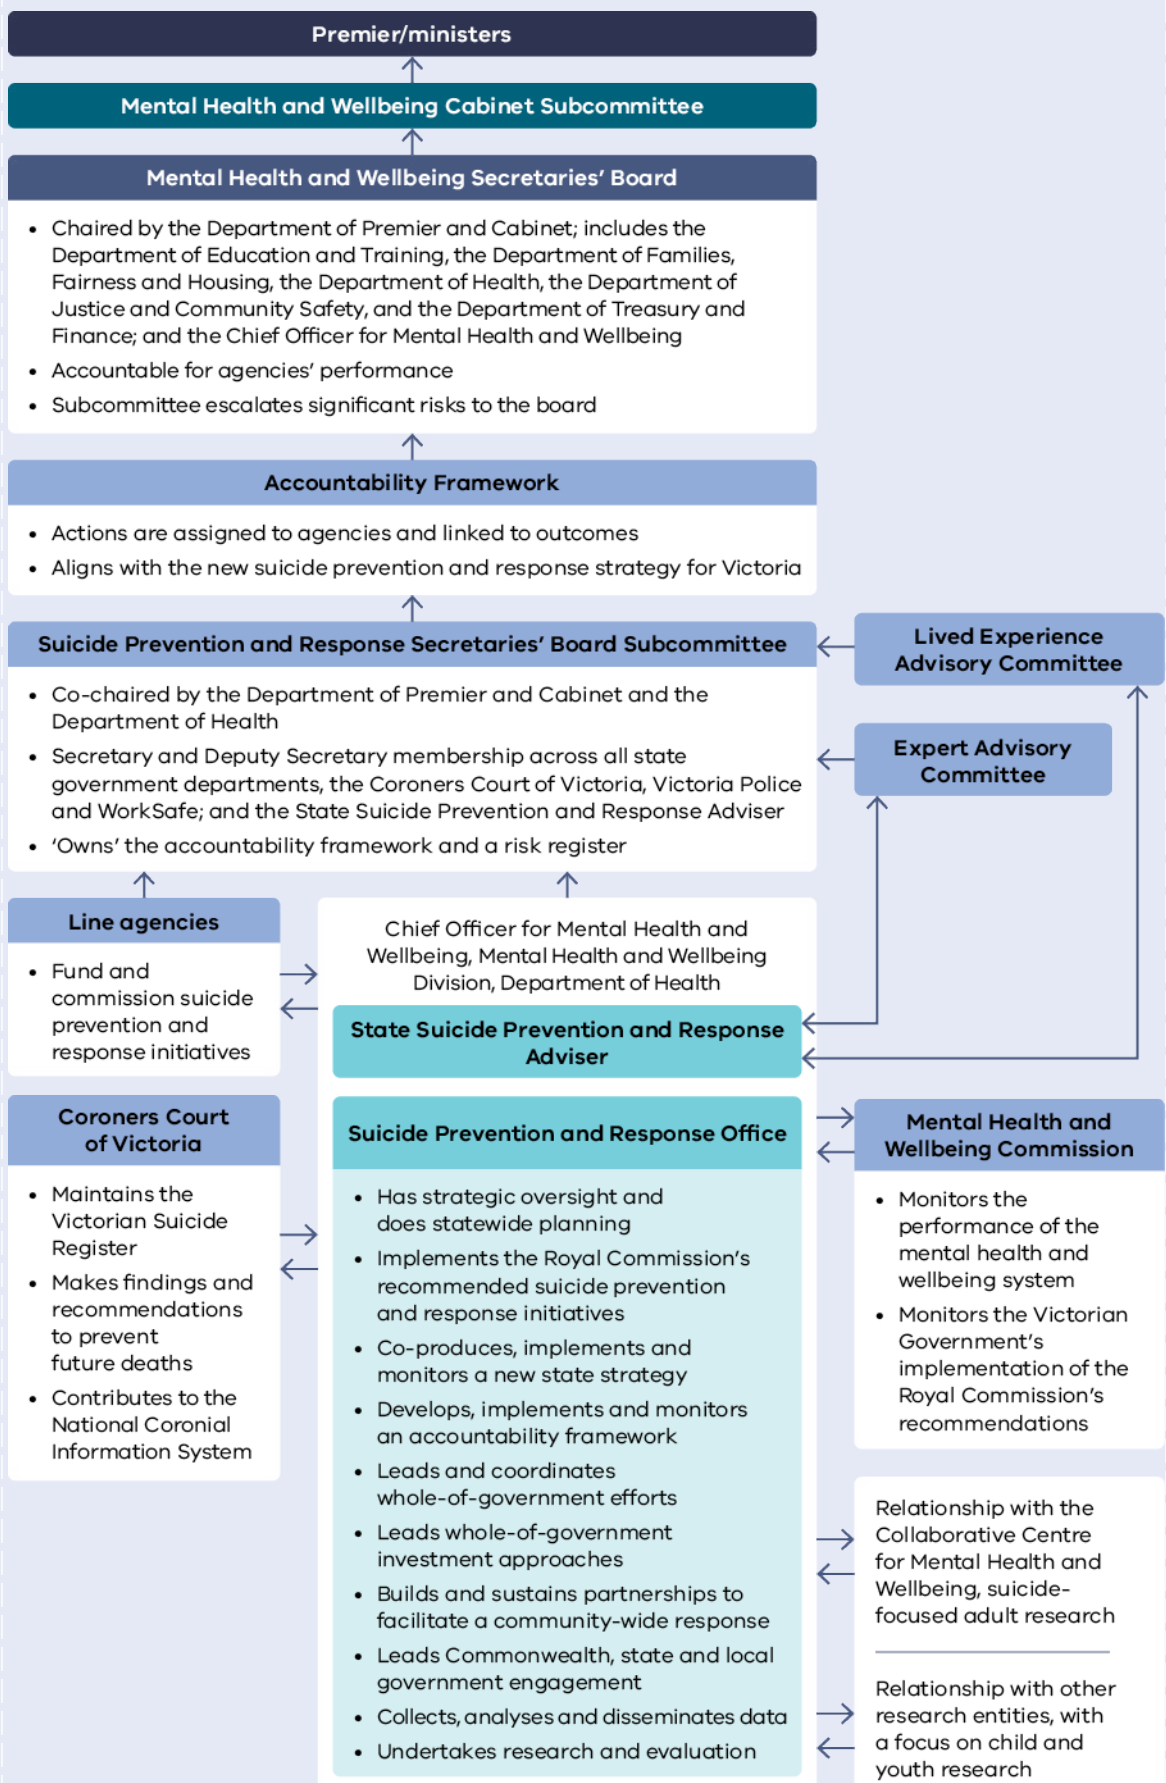 Premier/ministers
Mental Health and Wellbeing Cabinet Subcommittee
Mental Health and Wellbeing Secretaries’ Board
• Chaired by the Department of Premier and Cabinet; includes the
Department of Education and Training, the Department of Families,
Fairness and Housing, the Department of Health, the Department of
Justice and Community Safety, and the Department of Treasury and
Finance; and the Chief Officer for Mental Health and Wellbeing
• Accountable for agencies’ performance
• Subcommittee escalates significant risks to the board
Accountability Framework
• Actions are assigned to agencies and linked to outcomes
• Aligns with the new suicide prevention and response strategy for Victoria
Suicide Prevention and Response Secretaries’ Board Subcommittee
• Co-chaired by the Department of Premier and Cabinet and the
Department of Health
• Secretary and Deputy Secretary membership across all state
government departments, the Coroners Court of Victoria, Victoria Police
and WorkSafe; and the State Suicide Prevention and Response Adviser
• ‘Owns’ the accountability framework and a risk register
Lived Experience
Advisory Committee
Expert Advisory
Committee
Line agencies
• Fund and
commission suicide
prevention and
response initiatives
Chief Officer for Mental Health and
Wellbeing, Mental Health and Wellbeing
Division, Department of Health
State Suicide Prevention and Response
Adviser
Coroners Court
of Victoria
• Maintains the
Victorian Suicide
Register
• Makes findings and
recommendations
to prevent
future deaths
• Contributes to the
National Coronial
Information System
Suicide Prevention and Response Office
• Has strategic oversight and
does statewide planning
• Implements the Royal Commission’s
recommended suicide prevention
and response initiatives
• Co-produces, implements and
monitors a new state strategy
• Develops, implements and monitors
an accountability framework
• Leads and coordinates
whole-of-government efforts
• Leads whole-of-government
investment approaches
• Builds and sustains partnerships to
facilitate a community-wide response
• Leads Commonwealth, state and local
government engagement
• Collects, analyses and disseminates data
• Undertakes research and evaluation
Mental Health and
Wellbeing Commission
• Monitors the
performance of the
mental health and
wellbeing system
• Monitors the Victorian
Government’s
implementation of the
Royal Commission’s
recommendations
Relationship with the
Collaborative Centre
for Mental Health and
Wellbeing, suicide-
focused adult research
Relationship with other
research entities, with
a focus on child and
youth research